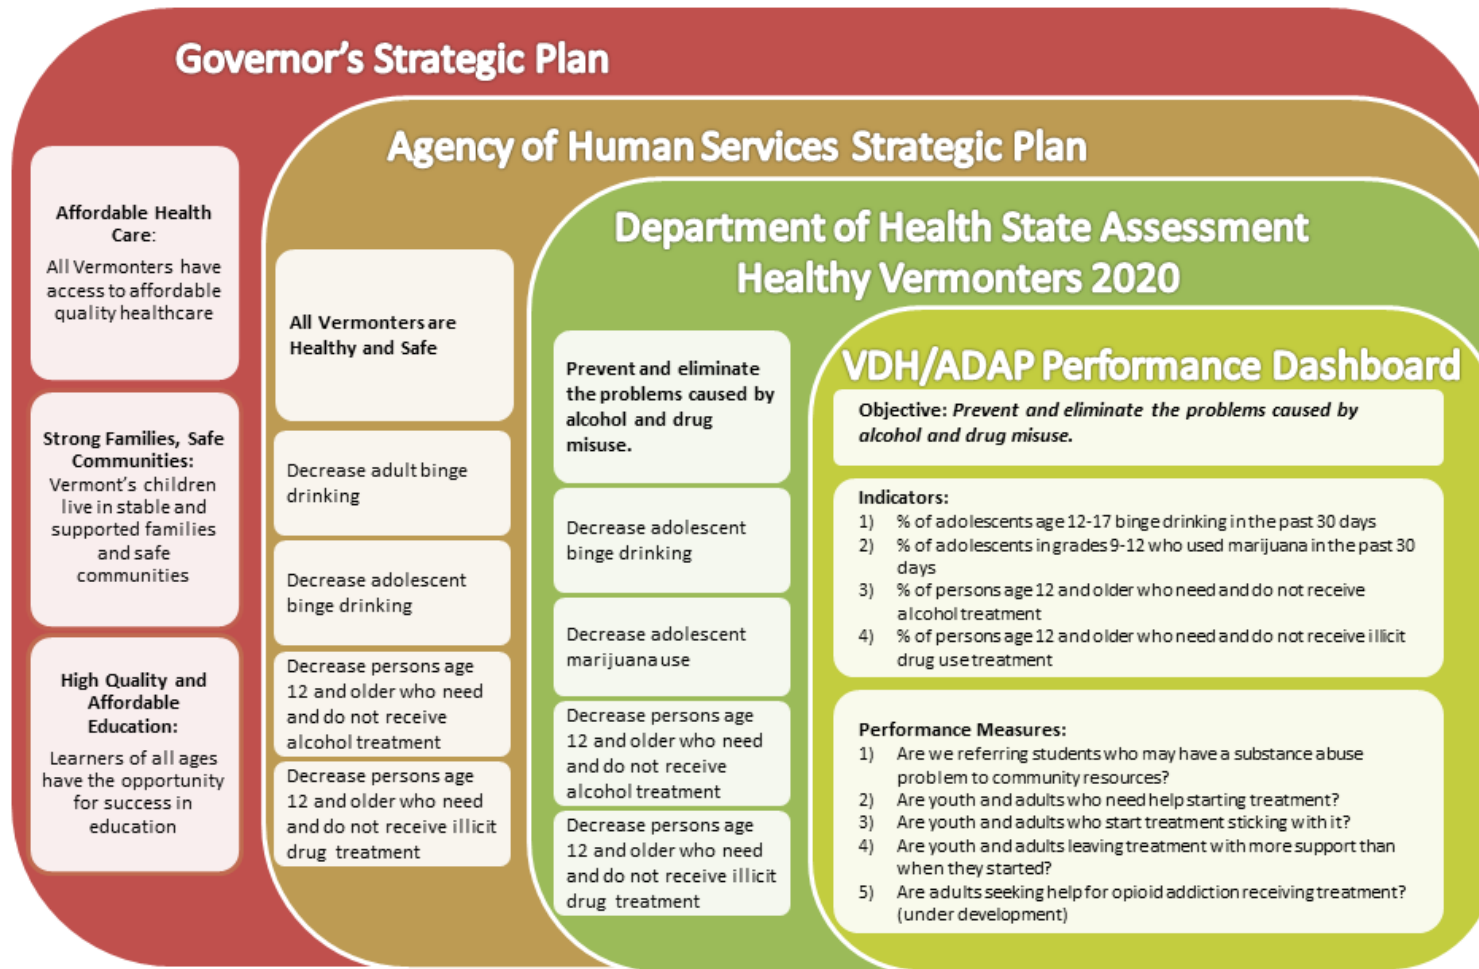 Governor's Strategic Plan
Agency of Human Services Strategic Plan
Department of Health State Assessment
Healthy Vermonters 2020
VDH/ADAP Performance Dashboard
Affordable Health
Care:
All Vermonters have
access to affordable
quality healthcare
Strong Families, Safe
Communities:
Vermont's children
live in stable and
supported families
and safe
communities
High Quality and
Affordable
Education:
Learners of all ages
have the opportunity
for success in
education
All Vermonters are
Healthy and Safe
Decrease adult binge
drinking
Decrease adolescent
binge drinking
Decrease persons age
12 and older who need
and do not receive
alcohol treatment
Decrease persons age
12 and older who need
and do not receive illicit
drug treatment
Prevent and eliminate
the problems caused by
alcohol and drug
misuse.
Decrease adolescent
binge drinking
Decrease adolescent
marijuana use
Decrease persons age
12 and older who need
and do not receive
alcohol treatment
Decrease persons age
12 and older who need
and do not receive illicit
drug treatment
Objective: Prevent and eliminate the problems caused by
alcohol and drug misuse.
Indicators:
1) % of adolescents age 12-17 binge drinking in the past 30 days
2) % of adolescents in grades 9-12 who used marijuana in the past 30
days
3) % of persons age 12 and older who need and do not receive
alcohol treatment
4) % of persons age 12 and older who need and do not receive illicit
drug use treatment
Performance Measures:
1) Are we referring students who may have a substance abuse
problem to community resources?
2) Are youth and adults who need help starting treatment?
3) Are youth and adults who start treatment sticking with it?
4) Are youth and adults leaving treatment with more support than
when they started?
5) Are adults seeking help for opioid addiction receiving treatment?
(under development)